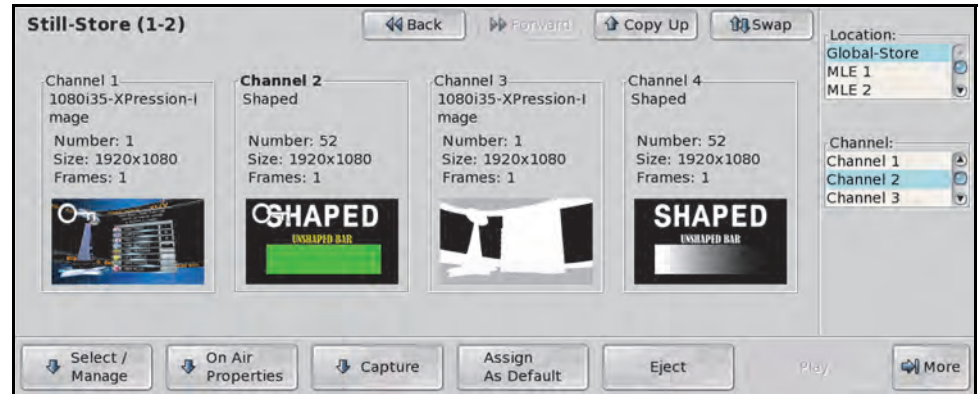 Still-Store (1-2)
Back
Forward
Copy Up
Swap
Location:
Global-Store
MLE 1
MLE 2
Channel:
Channel 1
Channel 2
Channel 3
Channel 1
1080i35-XPression-I
mage
Number: 1
Size: 1920x1080
Frames: 1
Channel 2
Shaped
Number: 52
Size: 1920x1080
Frames: 1
SHAPED
UNSHAPED BAR
Channel 3
1080i35-XPression-I
mage
Number: 1
Size: 1920x1080
Frames: 1
Channel 4
Shaped
Number: 52
Size: 1920x1080
Frames: 1
SHAPED
UNSHAPED BAR
Select /
Manage
On Air
Properties
Capture
Assign
As Default
Eject
Play
More